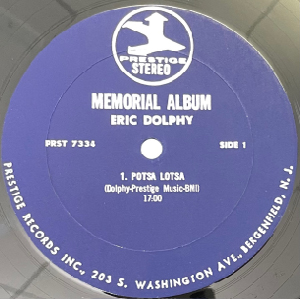 PRESTIGE
STEREO
MEMORIAL ALBUM
ERIC DOLPHY
PRST 7334 SIDE 1
1. POTSA LOTSA
(Dolphy-Prestige Music-BMI)
17:00
PRESTIGE RECORDS INC., 203 S. WASHINGTON AVE., BERGENFIELD, N. J.